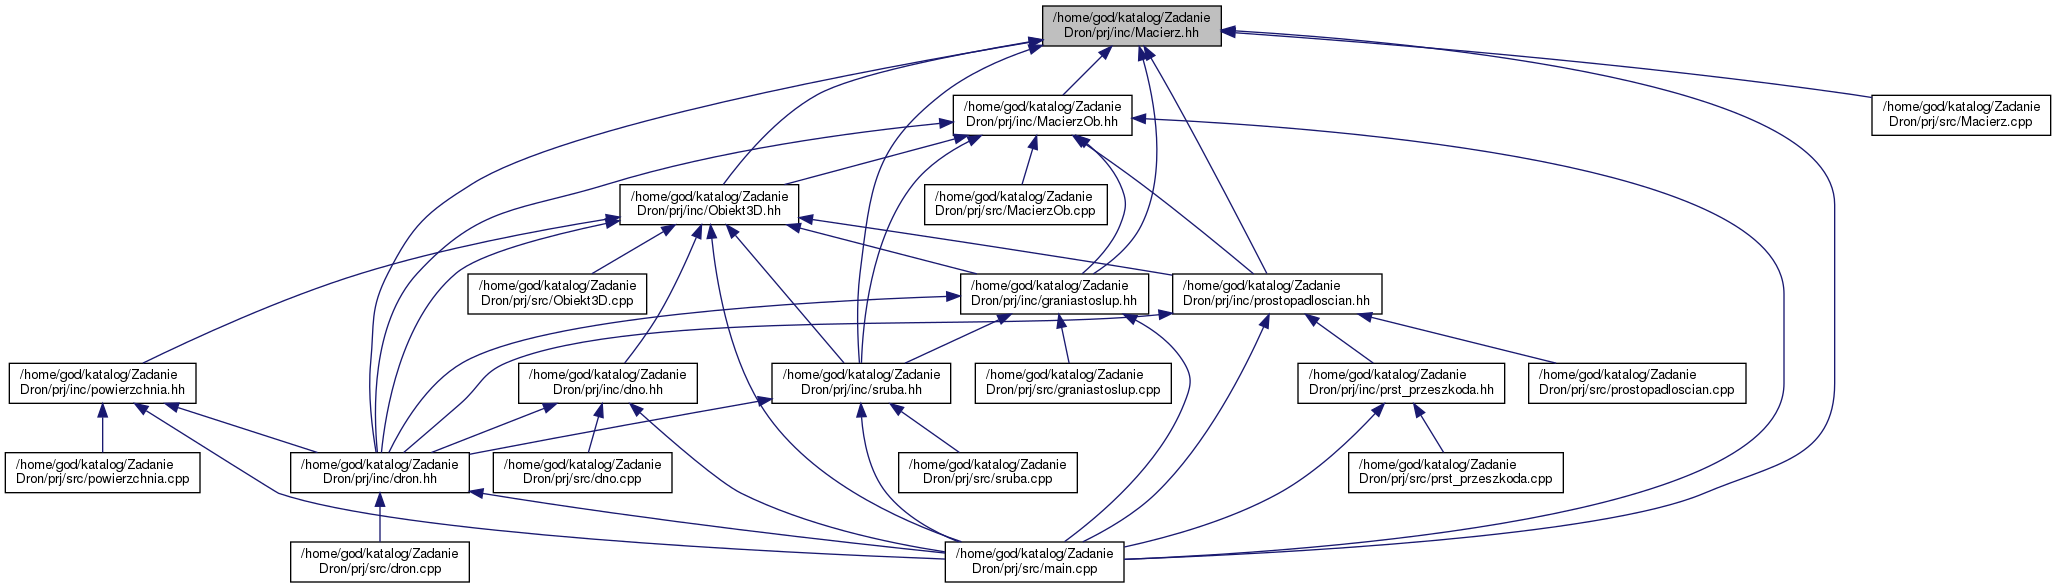 /home/god/katalog/Zadanie
Dron/prj/inc/Macierz.hh
/home/god/katalog/Zadanie
Dron/prj/inc/MacierzOb.hh
/home/god/katalog/Zadanie
Dron/prj/src/Macierz.cpp
/home/god/katalog/Zadanie
Dron/prj/inc/Obiekt3D.hh
/home/god/katalog/Zadanie
Dron/prj/src/MacierzOb.cpp
/home/god/katalog/Zadanie
Dron/prj/src/Obiekt3D.cpp
/home/god/katalog/Zadanie
Dron/prj/inc/graniastoslup.hh
/home/god/katalog/Zadanie
Dron/prj/inc/prostopadloscian.hh
/home/god/katalog/Zadanie
Dron/prj/inc/powierzchnia.hh
/home/god/katalog/Zadanie
Dron/prj/inc/dno.hh
/home/god/katalog/Zadanie
Dron/prj/inc/sruba.hh
/home/god/katalog/Zadanie
Dron/prj/src/graniastoslup.cpp
/home/god/katalog/Zadanie
Dron/prj/inc/prst_przeszkoda.hh
/home/god/katalog/Zadanie
Dron/prj/src/prostopadloscian.cpp
/home/god/katalog/Zadanie
Dron/prj/src/powierzchnia.cpp
/home/god/katalog/Zadanie
Dron/prj/inc/dron.hh
/home/god/katalog/Zadanie
Dron/prj/src/dno.cpp
/home/god/katalog/Zadanie
Dron/prj/src/sruba.cpp
/home/god/katalog/Zadanie
Dron/prj/src/prst_przeszkoda.cpp
/home/god/katalog/Zadanie
Dron/prj/src/dron.cpp
/home/god/katalog/Zadanie
Dron/prj/src/main.cpp